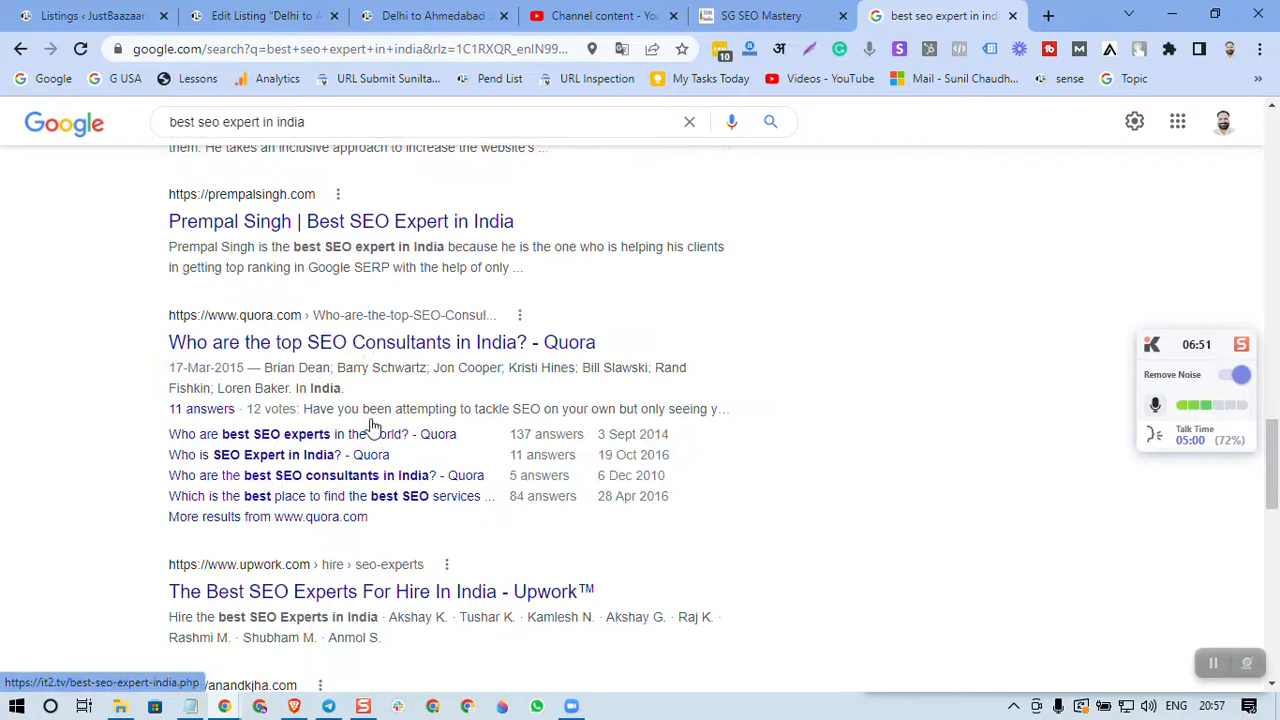 Listings ‹ JustBaazaar
Edit Listing “Delhi to A
Delhi to Ahmedabad
Channel content - You
SG SEO Mastery
best seo expert in indi
google.com/search?q=best+seo+expert+in+india&rlz=1C1RXQ_enIN99...
10
अ
Google
G USA
Lessons
Analytics
URL Submit Sunilta...
Pend List
URL Inspection
My Tasks Today
Videos - YouTube
Mail - Sunil Chaudh...
sense
Topic
»
Google
best seo expert in india
them. He takes an inclusive approach to increase the website's ...
https://prempalsingh.com
Prempal Singh | Best SEO Expert in India
Prempal Singh is the best SEO expert in India because he is the one who is helping his clients
in getting top ranking in Google SERP with the help of only ...
https://www.quora.com › Who-are-the-top-SEO-Consul...
Who are the top SEO Consultants in India? - Quora
17-Mar-2015 — Brian Dean; Barry Schwartz; Jon Cooper; Kristi Hines; Bill Slawski; Rand
Fishkin; Loren Baker. In India.
11 answers · 12 votes: Have you been attempting to tackle SEO on your own but only seeing y...
Who are best SEO experts in the world? - Quora 137 answers 3 Sept 2014
Who is SEO Expert in India? - Quora 11 answers 19 Oct 2016
Who are the best SEO consultants in India? - Quora 5 answers 6 Dec 2010
Which is the best place to find the best SEO services ... 84 answers 28 Apr 2016
More results from www.quora.com
https://www.upwork.com › hire › seo-experts
The Best SEO Experts For Hire In India - Upwork™
Hire the best SEO Experts in India · Akshay K. · Tushar K. · Kamlesh N. · Akshay G. · Raj K. ·
Rashmi M. · Shubham M. · Anmol S.
/anandkjha.com
06:51
Remove Noise
Talk Time
05:00 (72%)
https://it2.tv/best-seo-expert-india.php
ENG
20:57